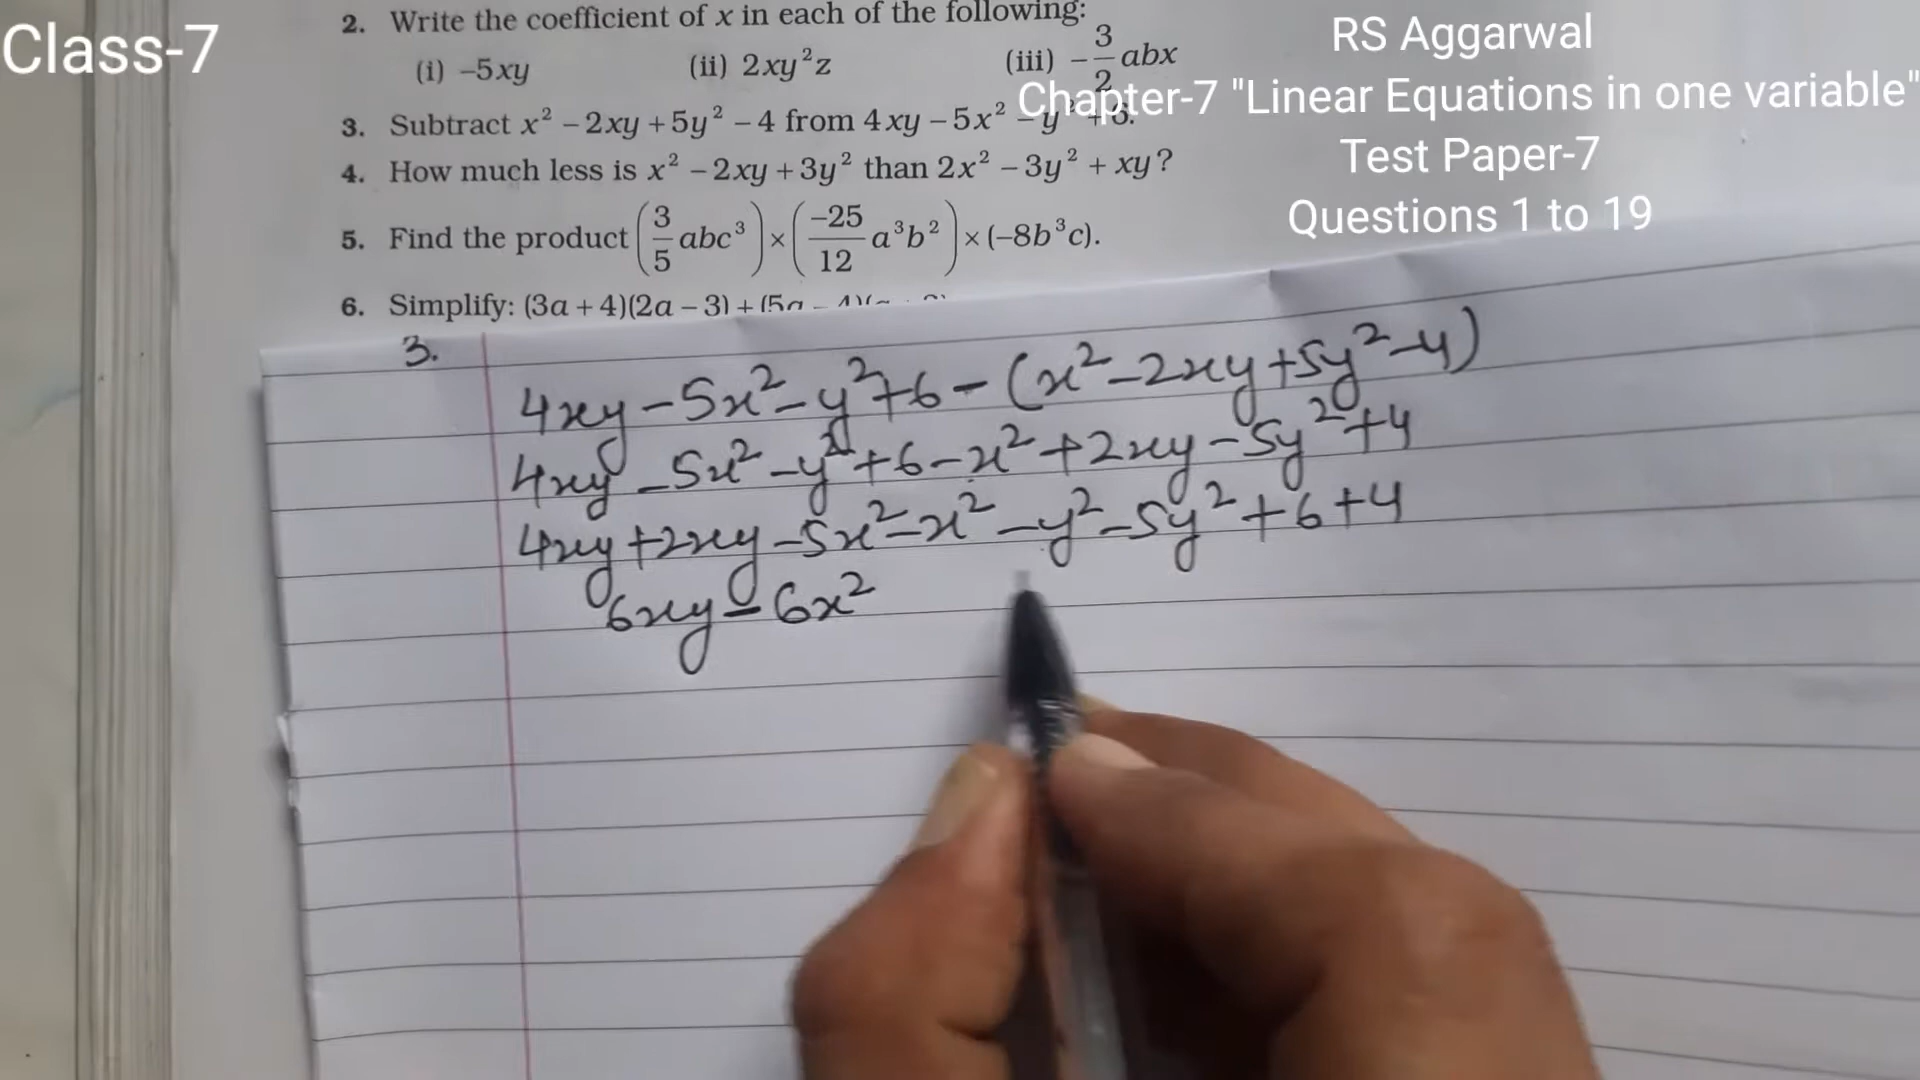 Class-7
RS Aggarwal
Chapter-7 "Linear Equations in one variable"
Test Paper-7
Questions 1 to 19
2. Write the coefficient of x in each of the following:
(i) –5xy (ii) 2xy²z (iii) –3/2 abx
3. Subtract x² – 2xy + 5y² – 4 from 4xy – 5x² – y² + 6.
4. How much less is x² – 2xy + 3y² than 2x² – 3y² + xy?
5. Find the product (3/5 abc³) × (–25/12 a³b²) × (–8b³c).
6. Simplify: (3a + 4)(2a – 3) + (5a – 4)(
3.
4xy – 5x² – y² + 6 – (x² – 2xy + 5y² – 4)
4xy – 5x² – y² + 6 – x² + 2xy – 5y² + 4
4xy + 2xy – 5x² – x² – y² – 5y² + 6 + 4
6xy – 6x²